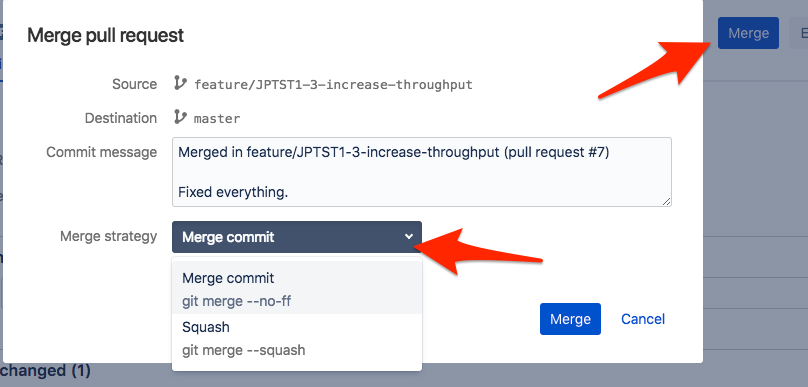 Merge pull request
Merge
E
Source feature/JPTST1-3-increase-throughput
Destination master
Commit message Merged in feature/JPTST1-3-increase-throughput (pull request #7)
Fixed everything.
Merge strategy Merge commit
Merge commit
git merge --no-ff
Squash
git merge --squash
Merge Cancel
changed (1)